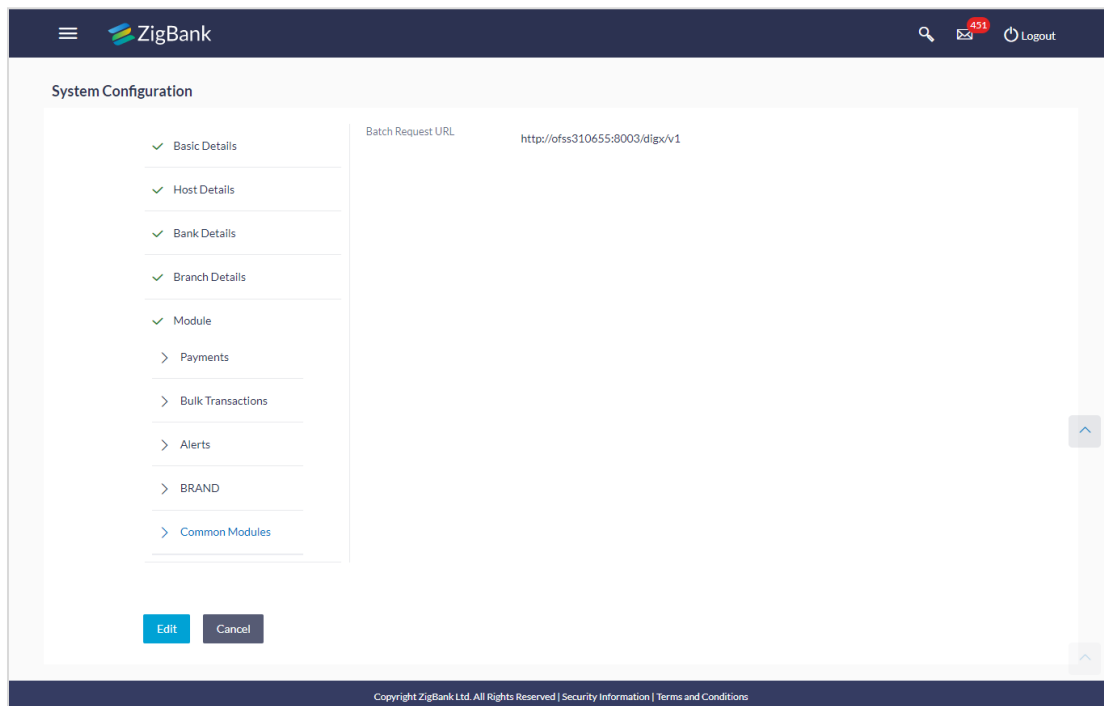 ZigBank
451
Logout
System Configuration
Basic Details
Host Details
Bank Details
Branch Details
Module
Payments
Bulk Transactions
Alerts
BRAND
Common Modules
Batch Request URL
http://ofss310655:8003/digx/v1
Edit
Cancel
Copyright ZigBank Ltd. All Rights Reserved | Security Information | Terms and Conditions